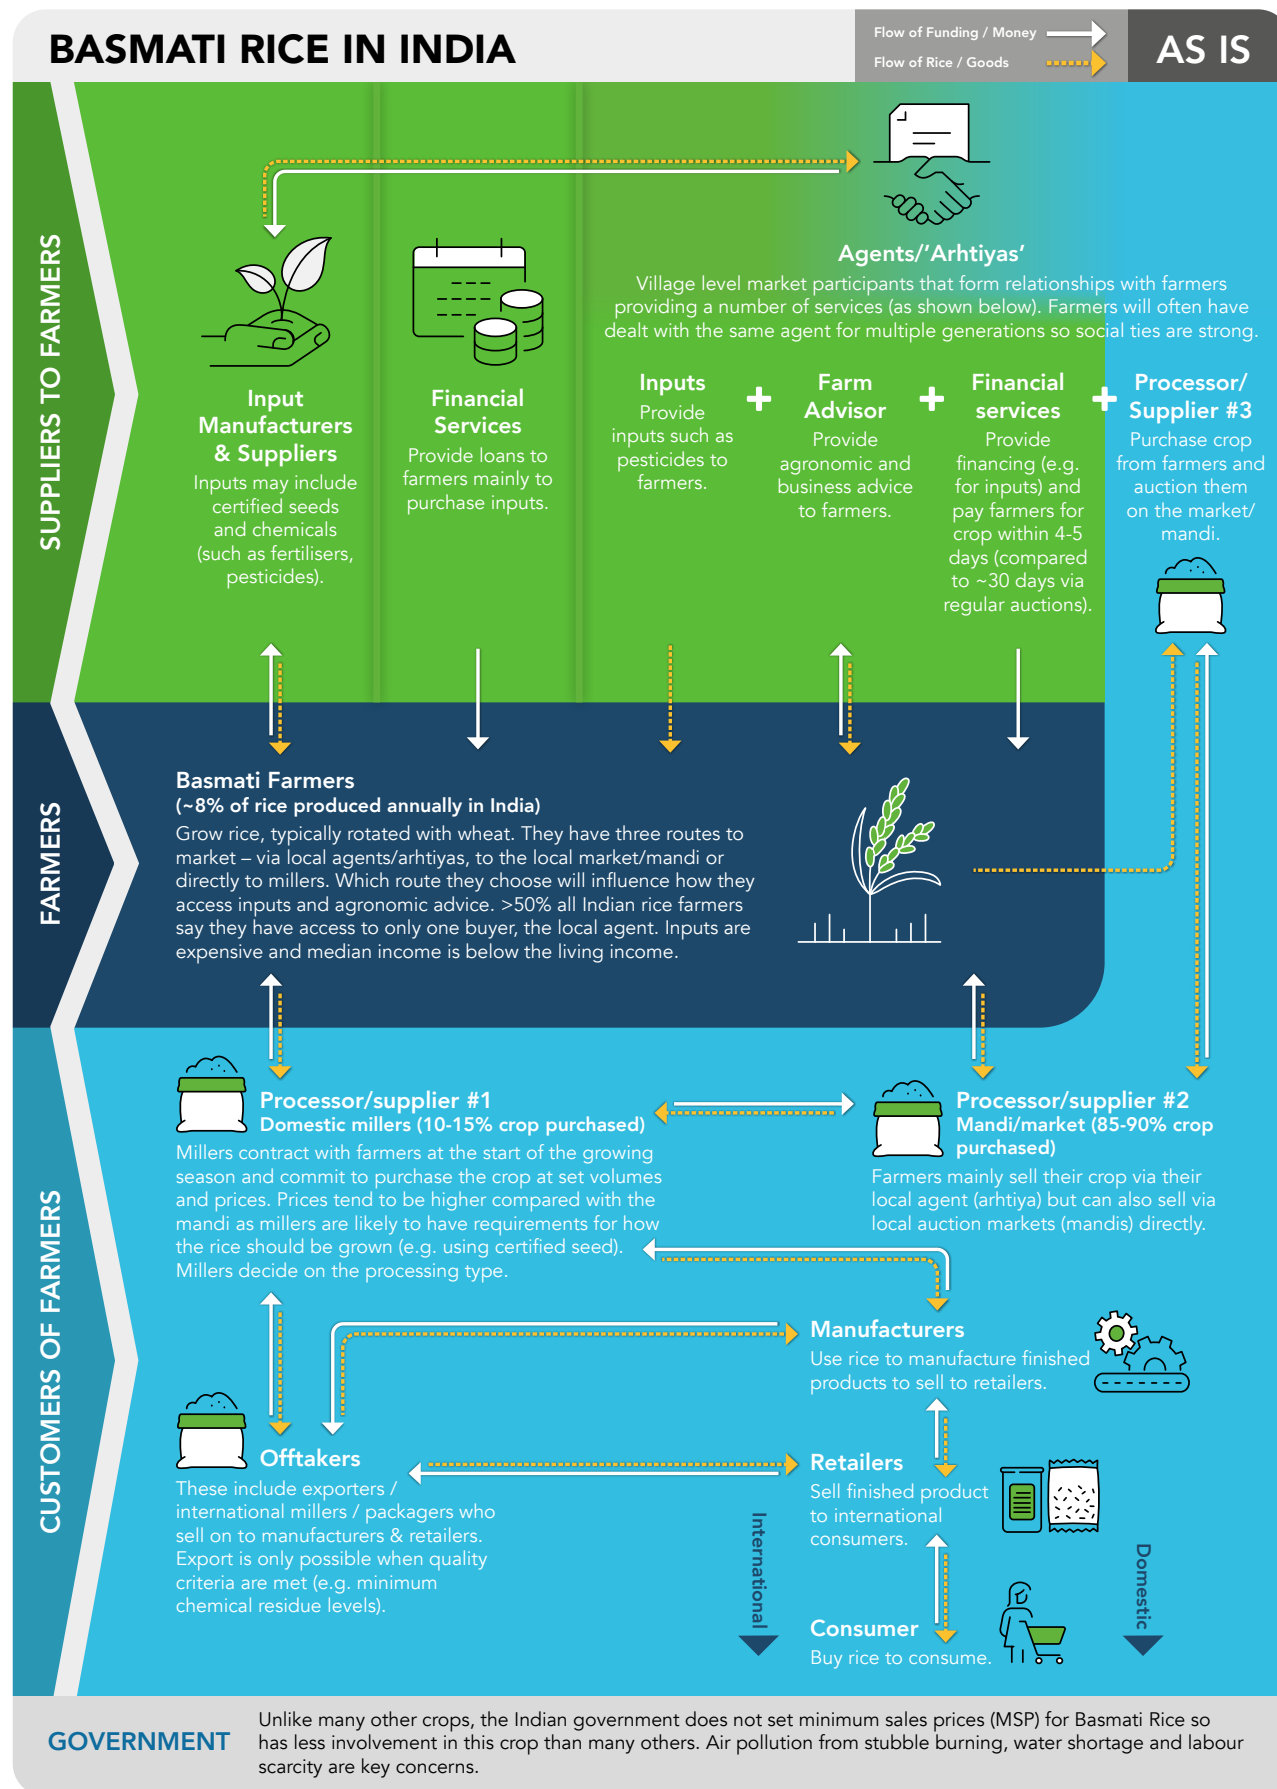 BASMATI RICE IN INDIA
Flow of Funding / Money
Flow of Rice / Goods
AS IS
SUPPLIERS TO FARMERS
Agents/'Arhtiyas'
Village level market participants that form relationships with farmers
providing a number of services (as shown below). Farmers will often have
dealt with the same agent for multiple generations so social ties are strong.
Input
Manufacturers
& Suppliers
Inputs may include
certified seeds
and chemicals
(such as fertilisers,
pesticides).
Financial
Services
Provide loans to
farmers mainly to
purchase inputs.
Inputs
Provide
inputs such as
pesticides to
farmers.
+
Farm
Advisor
Provide
agronomic and
business advice
to farmers.
+
Financial
services
Provide
financing (e.g.
for inputs) and
pay farmers for
crop within 4-5
days (compared
to ~30 days via
regular auctions).
+
Processor/
Supplier #3
Purchase crop
from farmers and
auction them
on the market/
mandi.
FARMERS
Basmati Farmers
(~8% of rice produced annually in India)
Grow rice, typically rotated with wheat. They have three routes to
market – via local agents/arhtiyas, to the local market/mandi or
directly to millers. Which route they choose will influence how they
access inputs and agronomic advice. >50% all Indian rice farmers
say they have access to only one buyer, the local agent. Inputs are
expensive and median income is below the living income.
CUSTOMERS OF FARMERS
Processor/supplier #1
Domestic millers (10-15% crop purchased)
Millers contract with farmers at the start of the growing
season and commit to purchase the crop at set volumes
and prices. Prices tend to be higher compared with the
mandi as millers are likely to have requirements for how
the rice should be grown (e.g. using certified seed).
Millers decide on the processing type.
Processor/supplier #2
Mandi/market (85-90% crop
purchased)
Farmers mainly sell their crop via their
local agent (arhtiya) but can also sell via
local auction markets (mandis) directly.
Manufacturers
Use rice to manufacture finished
products to sell to retailers.
Offtakers
These include exporters /
international millers / packagers who
sell on to manufacturers & retailers.
Export is only possible when quality
criteria are met (e.g. minimum
chemical residue levels).
Retailers
Sell finished product
to international
consumers.
International
Domestic
Consumer
Buy rice to consume.
GOVERNMENT
Unlike many other crops, the Indian government does not set minimum sales prices (MSP) for Basmati Rice so
has less involvement in this crop than many others. Air pollution from stubble burning, water shortage and labour
scarcity are key concerns.